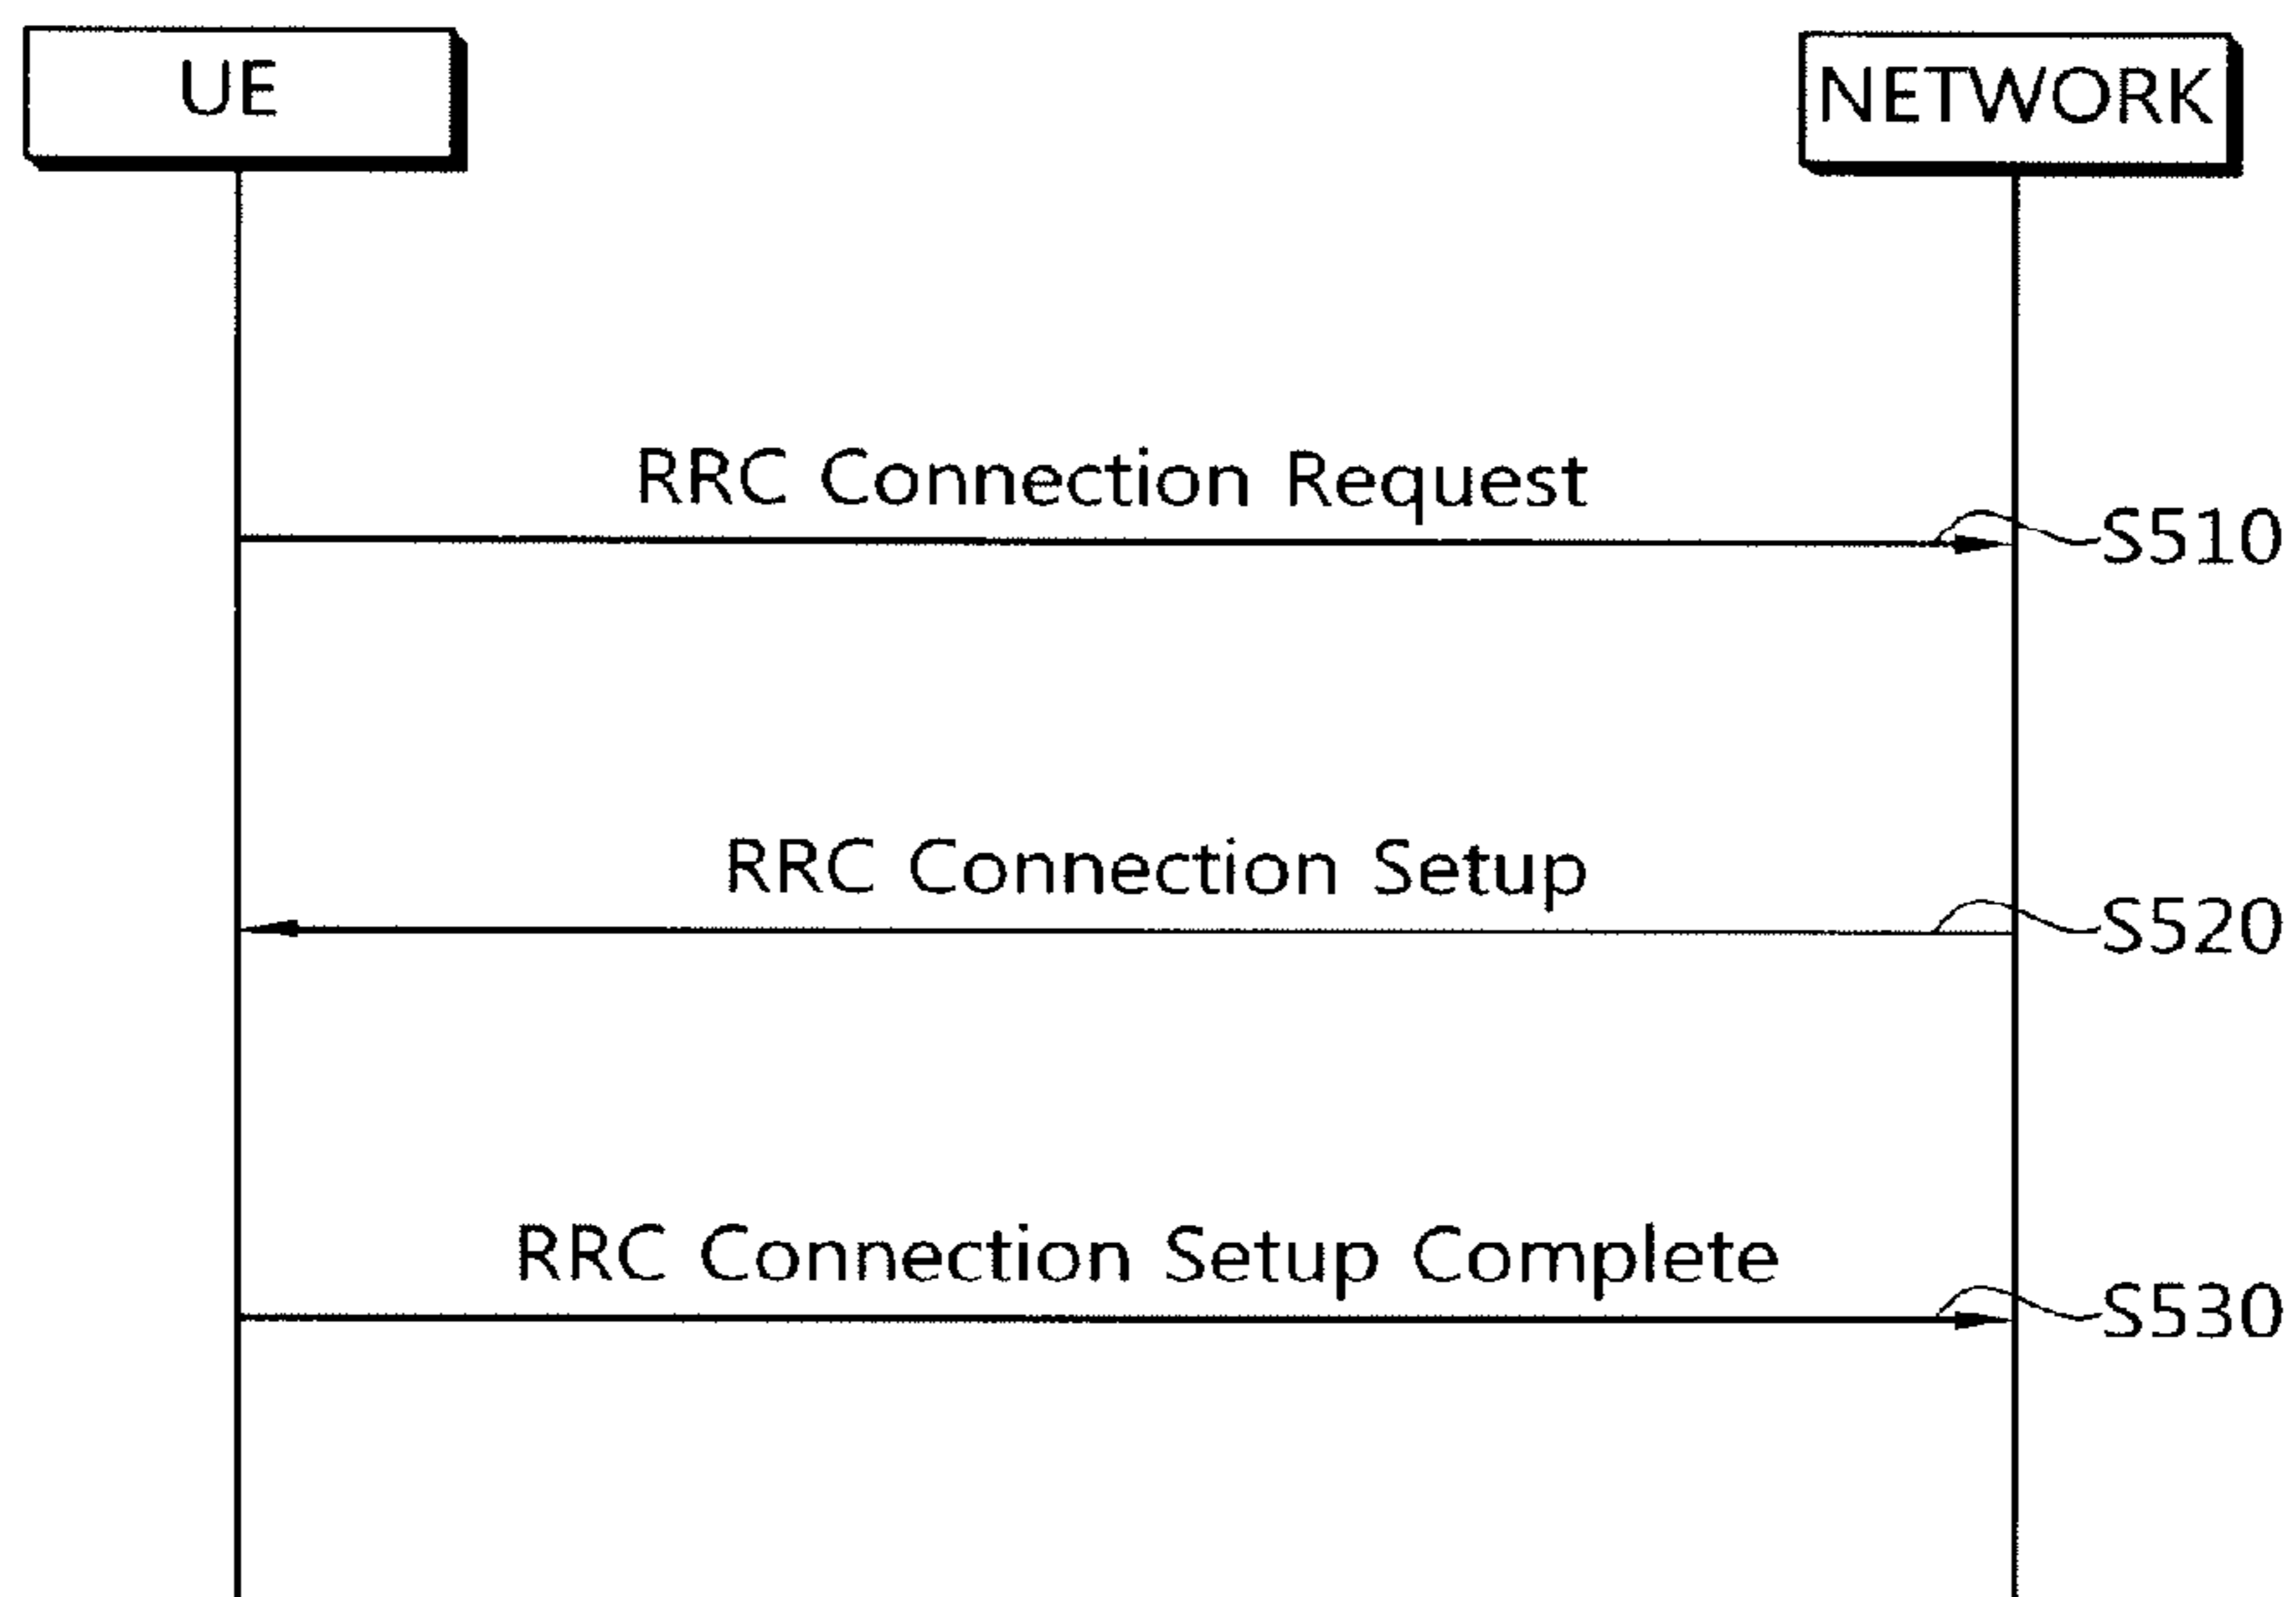 UE
NETWORK
RRC Connection Request
S510
RRC Connection Setup
S520
RRC Connection Setup Complete
S530